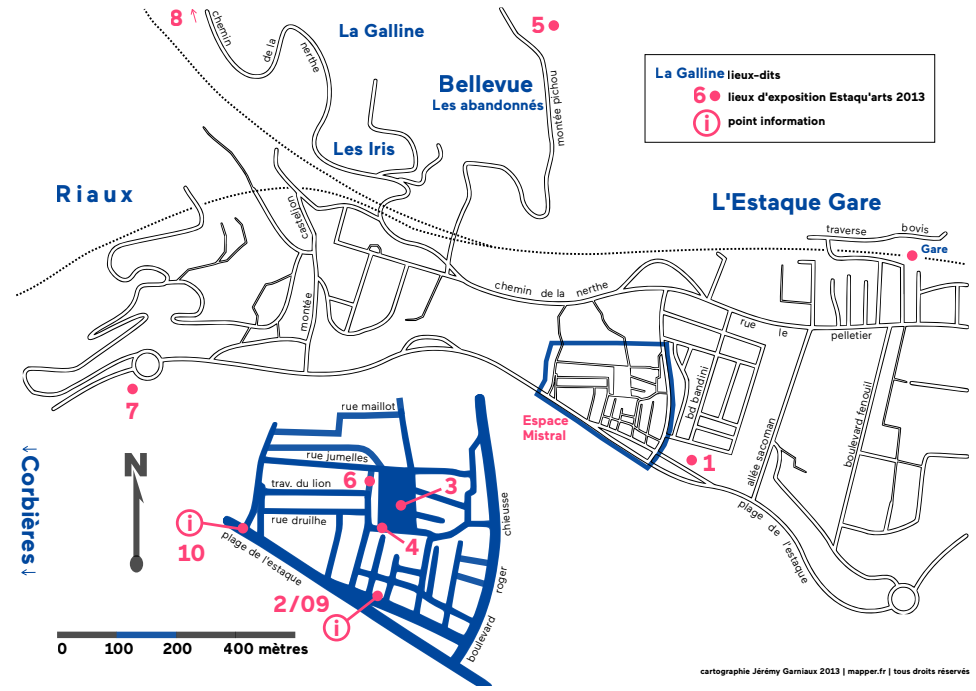 8 ↑
chemin
de la
nerthe
La Galline
5
Bellevue
Les abandonnés
montée pichou
La Galline lieux-dits
6 lieux d'exposition Estaqu'arts 2013
i point information
Les Iris
Riaux
castejon
montée
L'Estaque Gare
traverse bovis
Gare
chemin de la nerthe
rue le pelletier
bd bandini
allée sacoman
boulevard fenouil
Espace
Mistral
1
plage de l'estaque
7
↓ Corbières ↓
N
rue maillot
rue jumelles
6
3
trav. du lion
rue druilhe
4
i
10
plage de l'estaque
2/09
i
boulevard roger chieusse
0 100 200 400 mètres
cartographie Jérémy Garniaux 2013 | mapper.fr | tous droits réservés